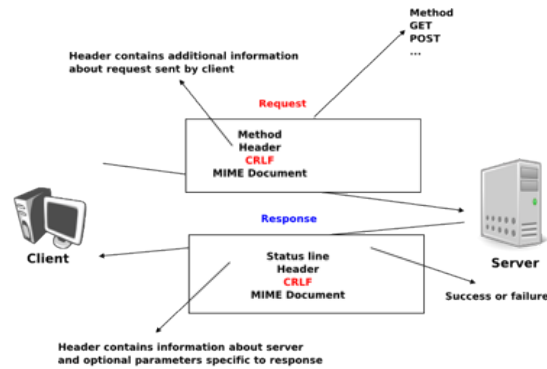 Method
GET
POST
...
Header contains additional information
about request sent by client
Request
Method
Header
CRLF
MIME Document
Client
Response
Server
Status line
Header
CRLF
MIME Document
Success or failure
Header contains information about server
and optional parameters specific to response